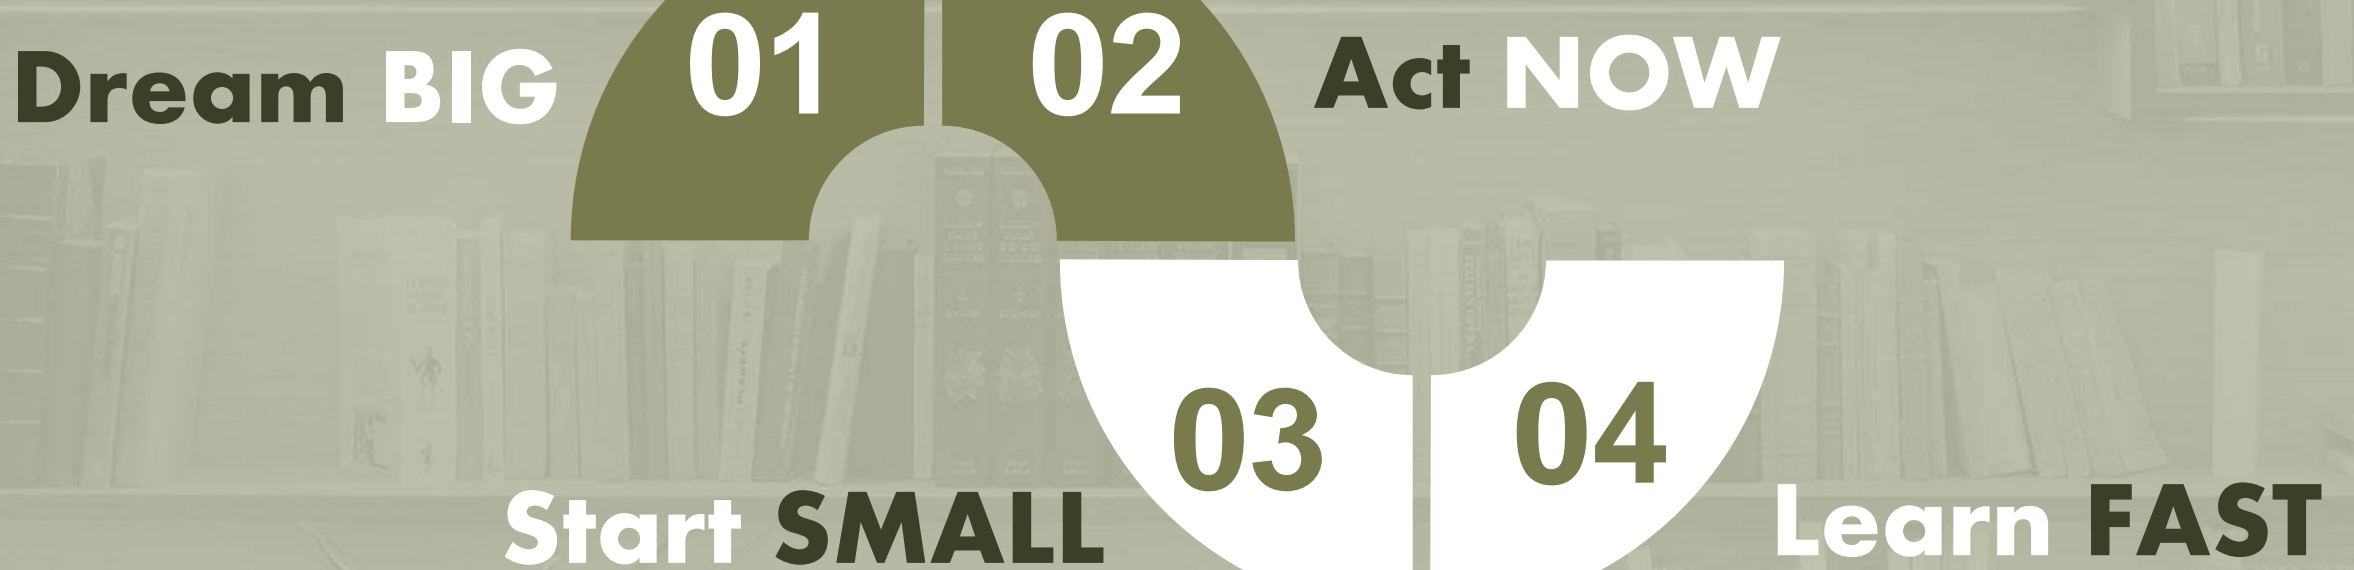 01
Dream BIG
02
Act NOW
03
Start SMALL
04
Learn FAST